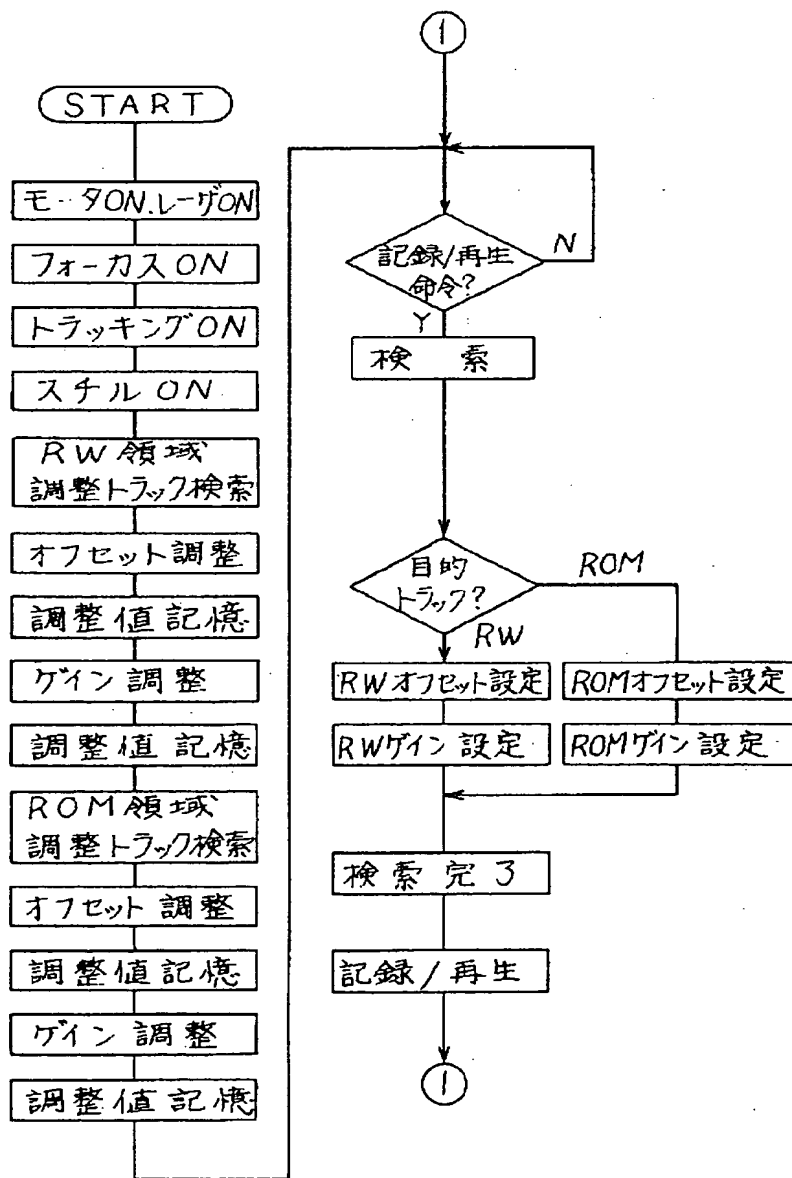 START
モータON.レーザON
フォーカスON
トラッキングON
スチルON
RW領域
調整トラック検索
オフセット調整
調整値記憶
ゲイン調整
調整値記憶
ROM領域
調整トラック検索
オフセット調整
調整値記憶
ゲイン調整
調整値記憶
1
記録/再生
命令?
N
Y
検索
目的
トラック?
ROM
RW
RWオフセット設定
ROMオフセット設定
RWゲイン設定
ROMゲイン設定
検索完了
記録/再生
1